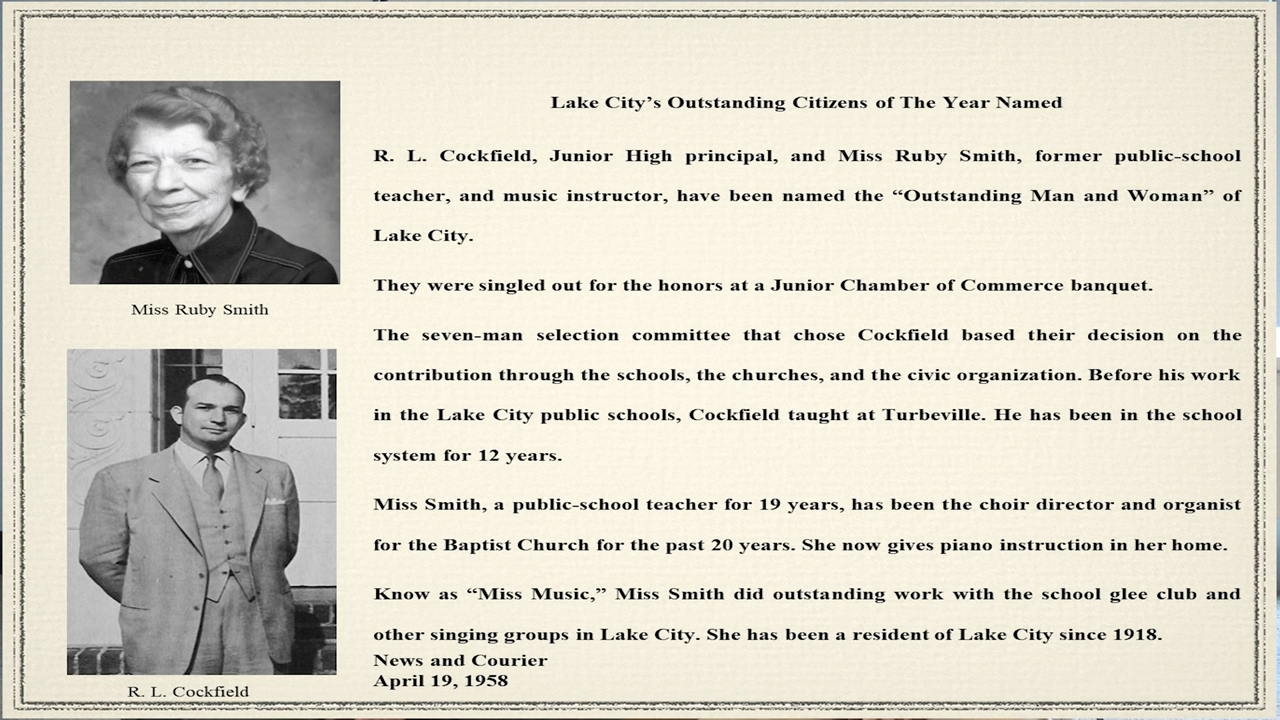 Lake City’s Outstanding Citizens of The Year Named
R. L. Cockfield, Junior High principal, and Miss Ruby Smith, former public-school
teacher, and music instructor, have been named the “Outstanding Man and Woman” of
Lake City.
They were singled out for the honors at a Junior Chamber of Commerce banquet.
The seven-man selection committee that chose Cockfield based their decision on the
contribution through the schools, the churches, and the civic organization. Before his work
in the Lake City public schools, Cockfield taught at Turbeville. He has been in the school
system for 12 years.
Miss Smith, a public-school teacher for 19 years, has been the choir director and organist
for the Baptist Church for the past 20 years. She now gives piano instruction in her home.
Know as “Miss Music,” Miss Smith did outstanding work with the school glee club and
other singing groups in Lake City. She has been a resident of Lake City since 1918.
News and Courier
April 19, 1958
Miss Ruby Smith
R. L. Cockfield